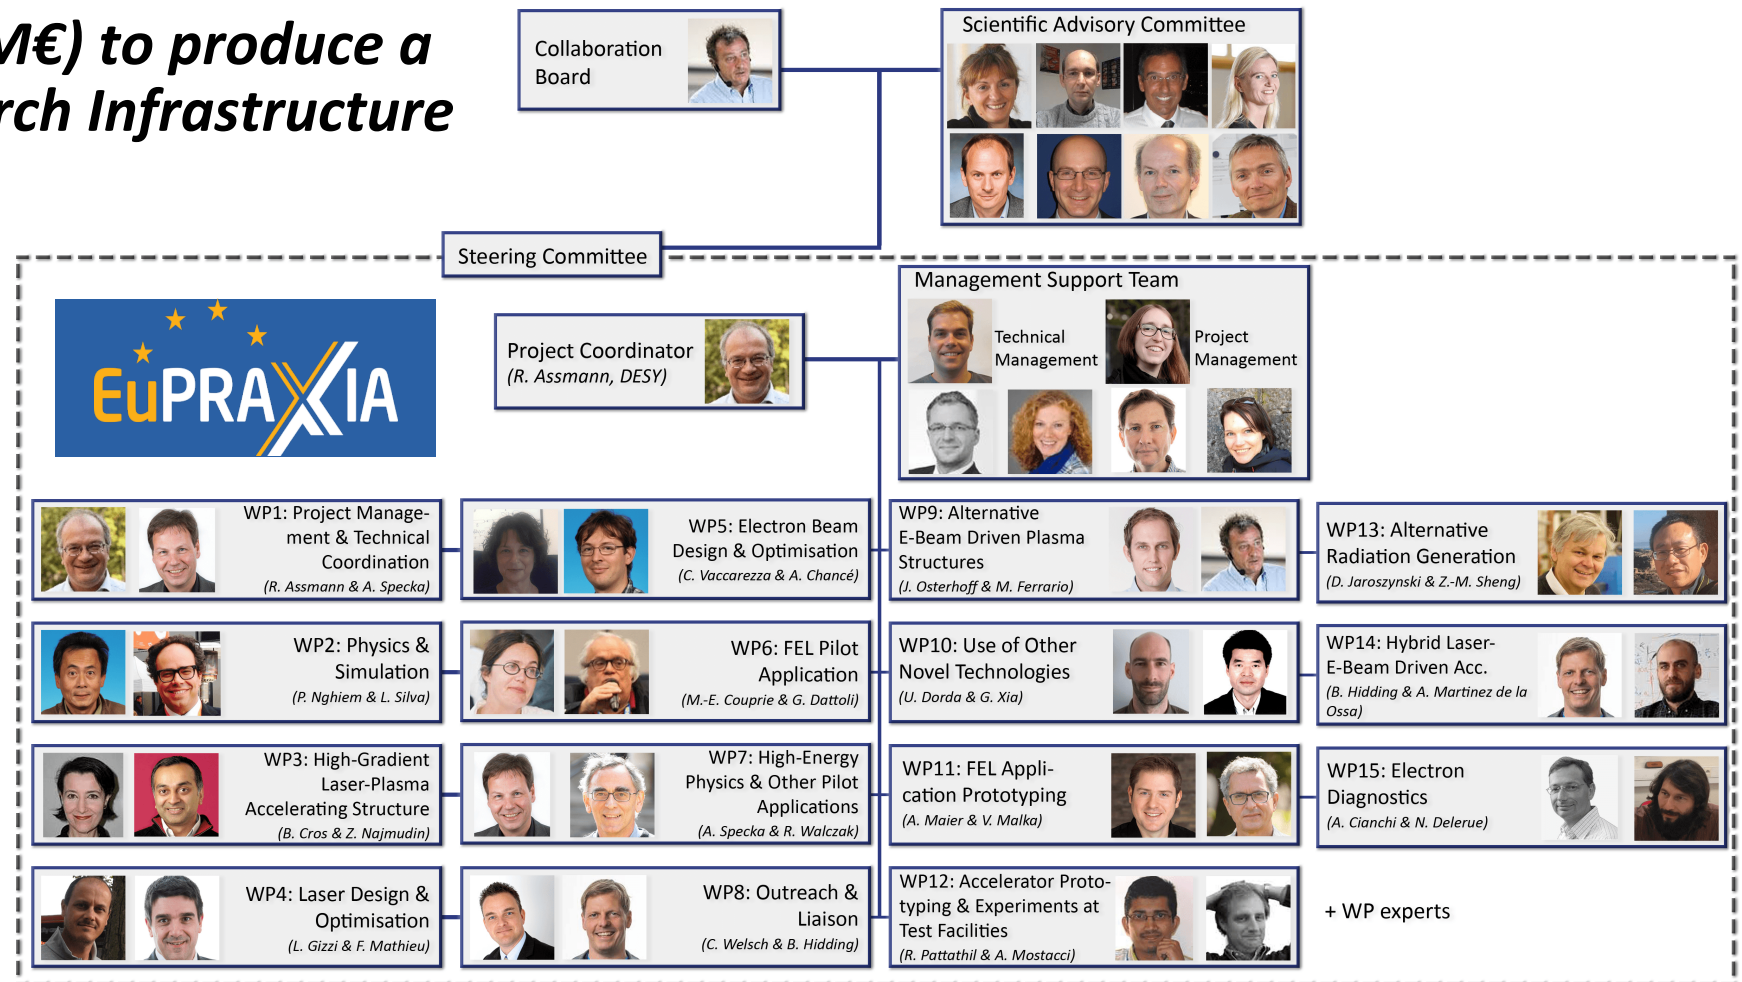 M€) to produce a
rch Infrastructure
Collaboration
Board
Scientific Advisory Committee
Steering Committee
Management Support Team
Technical
Management
Project
Management
Project Coordinator
(R. Assmann, DESY)
EuPRAXIA
WP1: Project Manage-
ment & Technical
Coordination
(R. Assmann & A. Specka)
WP5: Electron Beam
Design & Optimisation
(C. Vaccarezza & A. Chancé)
WP9: Alternative
E-Beam Driven Plasma
Structures
(J. Osterhoff & M. Ferrario)
WP13: Alternative
Radiation Generation
(D. Jaroszynski & Z.-M. Sheng)
WP2: Physics &
Simulation
(P. Nghiem & L. Silva)
WP6: FEL Pilot
Application
(M.-E. Couprie & G. Dattoli)
WP10: Use of Other
Novel Technologies
(U. Dorda & G. Xia)
WP14: Hybrid Laser-
E-Beam Driven Acc.
(B. Hidding & A. Martinez de la
Ossa)
WP3: High-Gradient
Laser-Plasma
Accelerating Structure
(B. Cros & Z. Najmudin)
WP7: High-Energy
Physics & Other Pilot
Applications
(A. Specka & R. Walczak)
WP11: FEL Appli-
cation Prototyping
(A. Maier & V. Malka)
WP15: Electron
Diagnostics
(A. Cianchi & N. Delerue)
WP4: Laser Design &
Optimisation
(L. Gizzi & F. Mathieu)
WP8: Outreach &
Liaison
(C. Welsch & B. Hidding)
WP12: Accelerator Proto-
typing & Experiments at
Test Facilities
(R. Pattathil & A. Mostacci)
+ WP experts